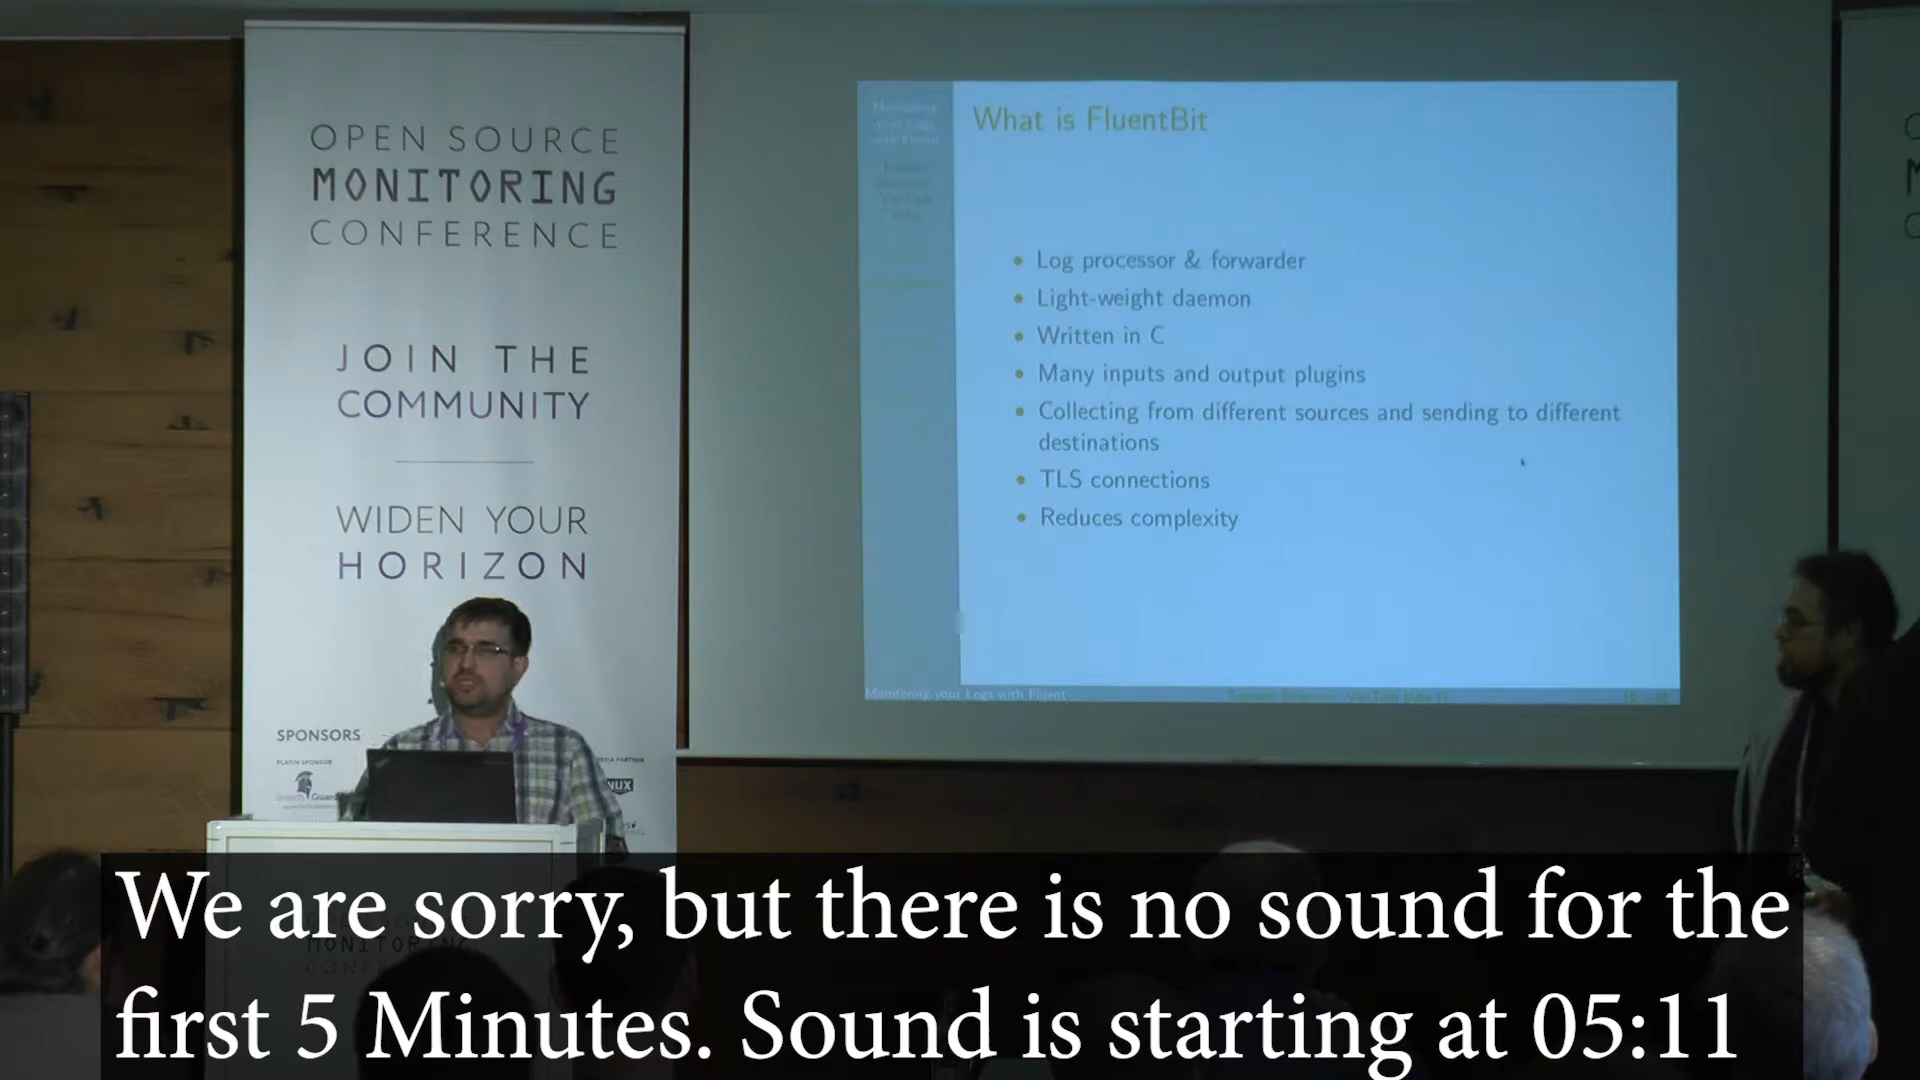 OPEN SOURCE
MONITORING
CONFERENCE
JOIN THE
COMMUNITY
WIDEN YOUR
HORIZON
SPONSORS
PLATIN SPONSOR
What is FluentBit
• Log processor & forwarder
• Light-weight daemon
• Written in C
• Many inputs and output plugins
• Collecting from different sources and sending to different
destinations
• TLS connections
• Reduces complexity
Monitoring your Logs with Fluent
We are sorry, but there is no sound for the
first 5 Minutes. Sound is starting at 05:11